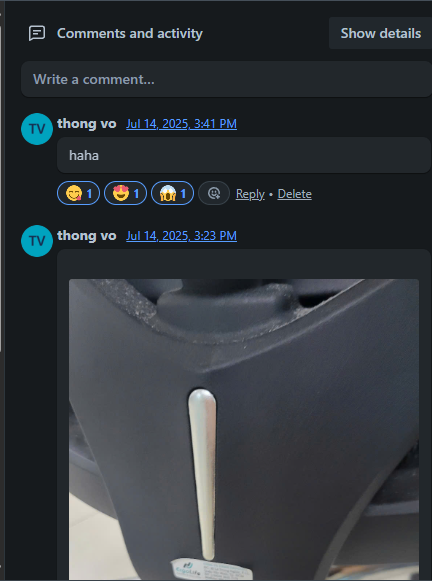 Comments and activity
Show details
Write a comment...
TV
thong vo Jul 14, 2025, 3:41 PM
haha
1 1 1 Reply • Delete
TV
thong vo Jul 14, 2025, 3:23 PM